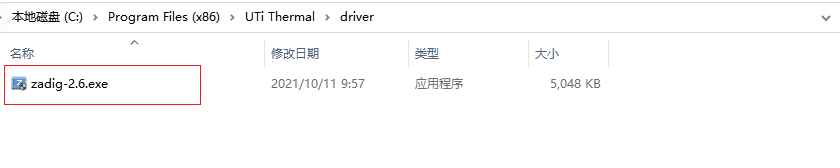 本地磁盘 (C:) > Program Files (x86) > UTi Thermal > driver
名称 修改日期 类型 大小
zadig-2.6.exe 2021/10/11 9:57 应用程序 5,048 KB